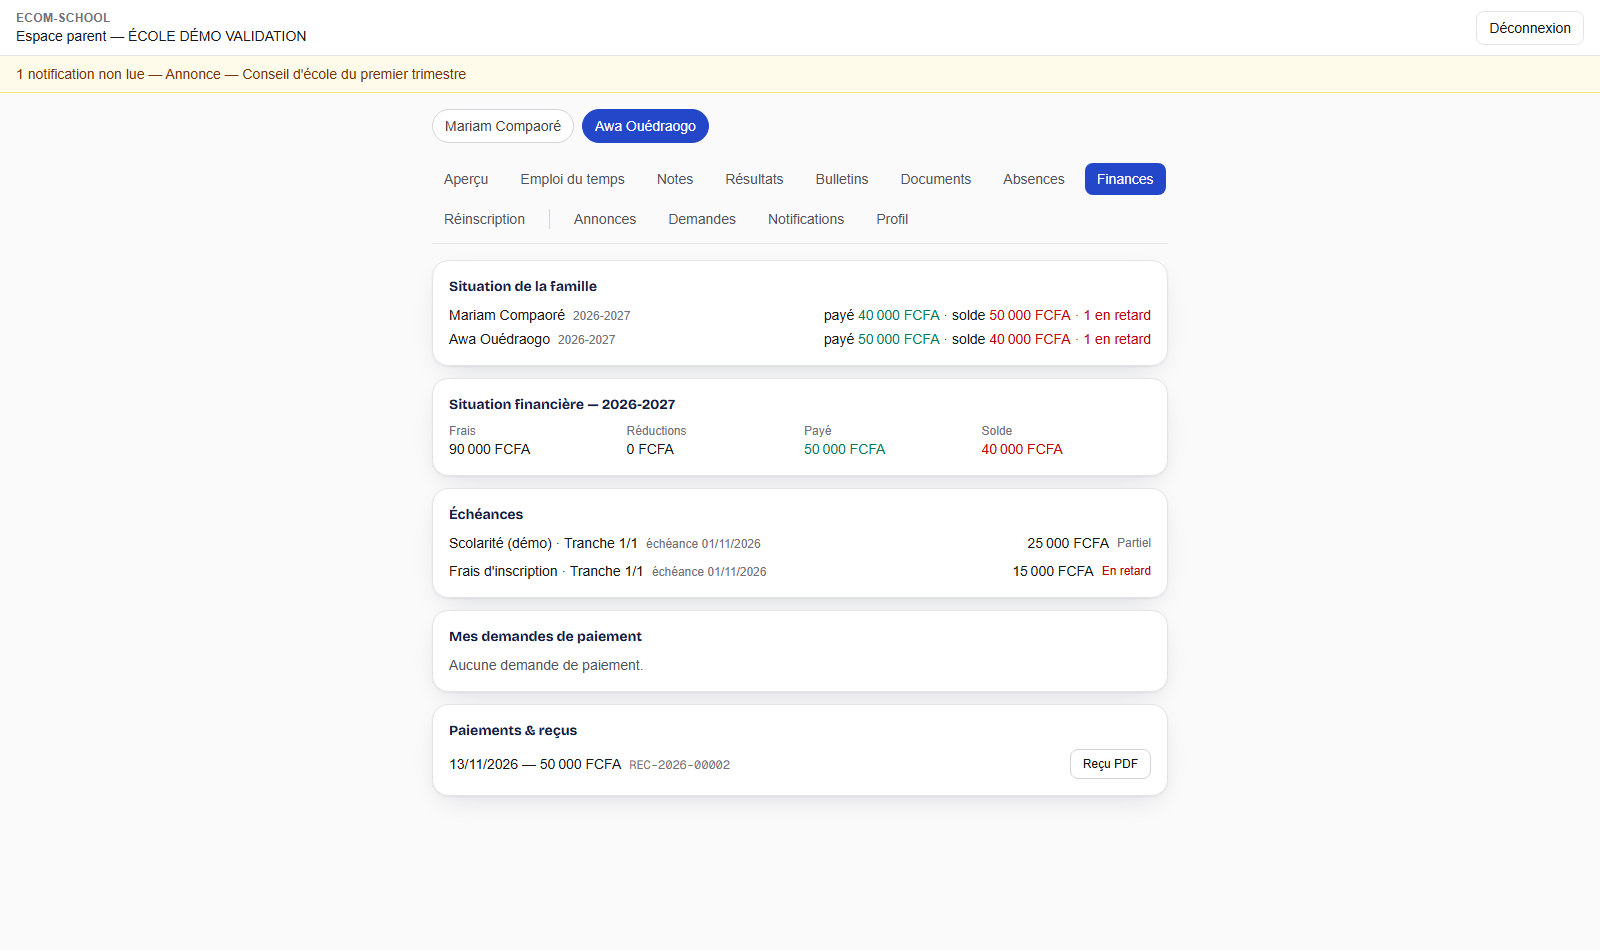 ECOM-SCHOOL
Espace parent — ÉCOLE DÉMO VALIDATION
Déconnexion
1 notification non lue — Annonce — Conseil d'école du premier trimestre
Mariam Compaoré Awa Ouédraogo
Aperçu Emploi du temps Notes Résultats Bulletins Documents Absences Finances
Réinscription Annonces Demandes Notifications Profil
Situation de la famille
Mariam Compaoré 2026-2027 payé 40 000 FCFA · solde 50 000 FCFA · 1 en retard
Awa Ouédraogo 2026-2027 payé 50 000 FCFA · solde 40 000 FCFA · 1 en retard
Situation financière — 2026-2027
Frais Réductions Payé Solde
90 000 FCFA 0 FCFA 50 000 FCFA 40 000 FCFA
Échéances
Scolarité (démo) · Tranche 1/1 échéance 01/11/2026 25 000 FCFA Partiel
Frais d'inscription · Tranche 1/1 échéance 01/11/2026 15 000 FCFA En retard
Mes demandes de paiement
Aucune demande de paiement.
Paiements & reçus
13/11/2026 — 50 000 FCFA REC-2026-00002 Reçu PDF